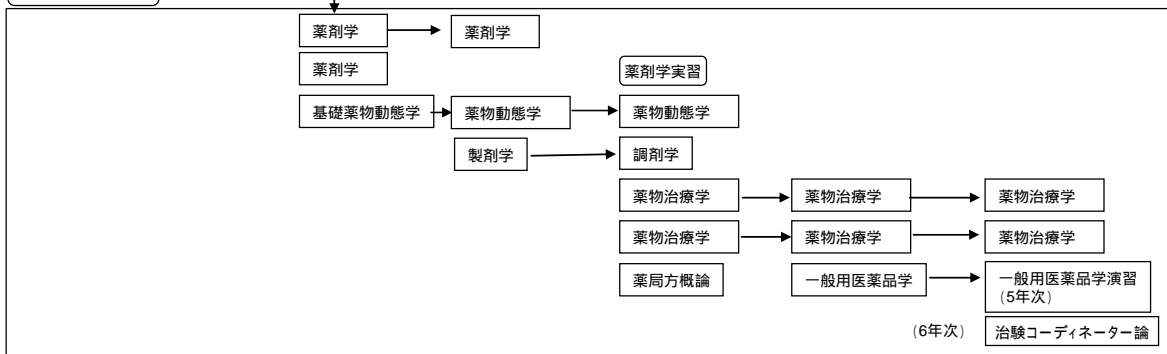 薬剤学 薬剤学
薬剤学
薬剤学実習
基礎薬物動態学 薬物動態学 薬物動態学
製剤学 調剤学
薬物治療学 薬物治療学 薬物治療学
薬物治療学 薬物治療学 薬物治療学
薬局方概論 一般用医薬品学 一般用医薬品学演習
(5年次)
(6年次) 治験コーディネーター論